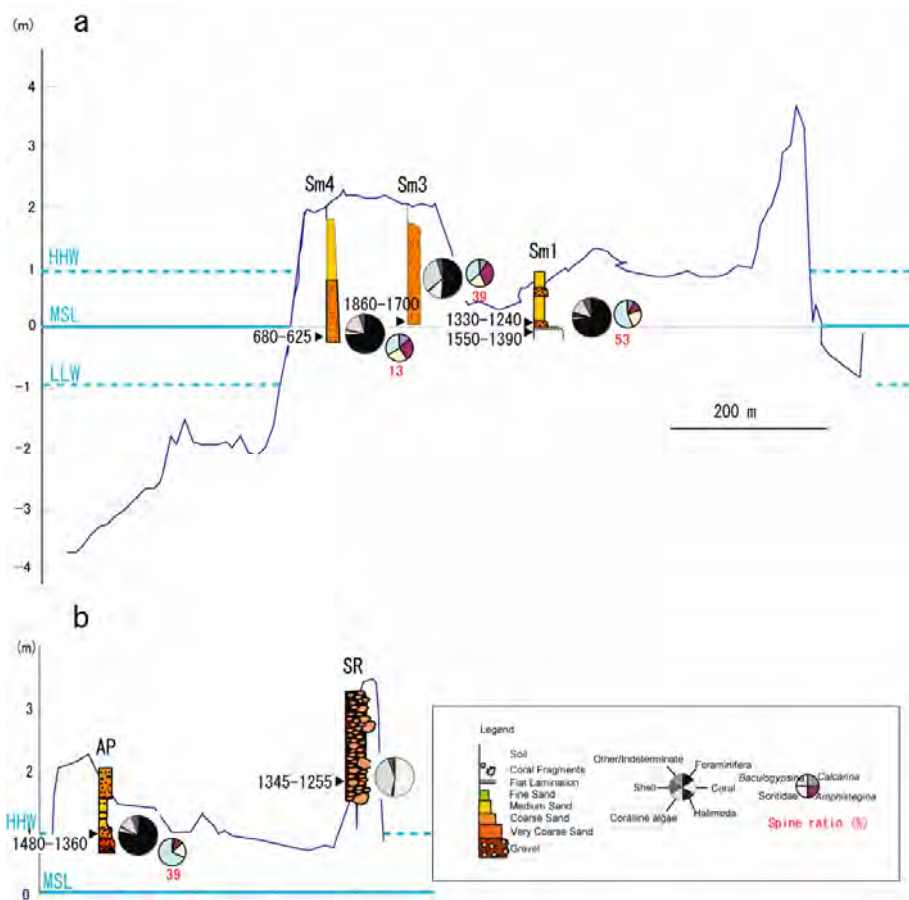 (m)
a
4
3
2
1
0
-1
-2
-3
-4
HHW
MSL
LLW
Sm4
Sm3
Sm1
1860-1700
39
680-625
13
1330-1240
1550-1390
53
200 m
b
(m)
3
2
1
0
HHW
MSL
AP
SR
1480-1360
39
1345-1255
Legend
Soil
Coral Fragments
Flat Lamination
Fine Sand
Medium Sand
Coarse Sand
Very Coarse Sand
Gravel
Other/Indeterminate
Foraminifera
Shell
Coral
Coralline algae
Halimeda
Baculogypsina
Calcarina
Soritidae
Amphistegina
Spine ratio (%)